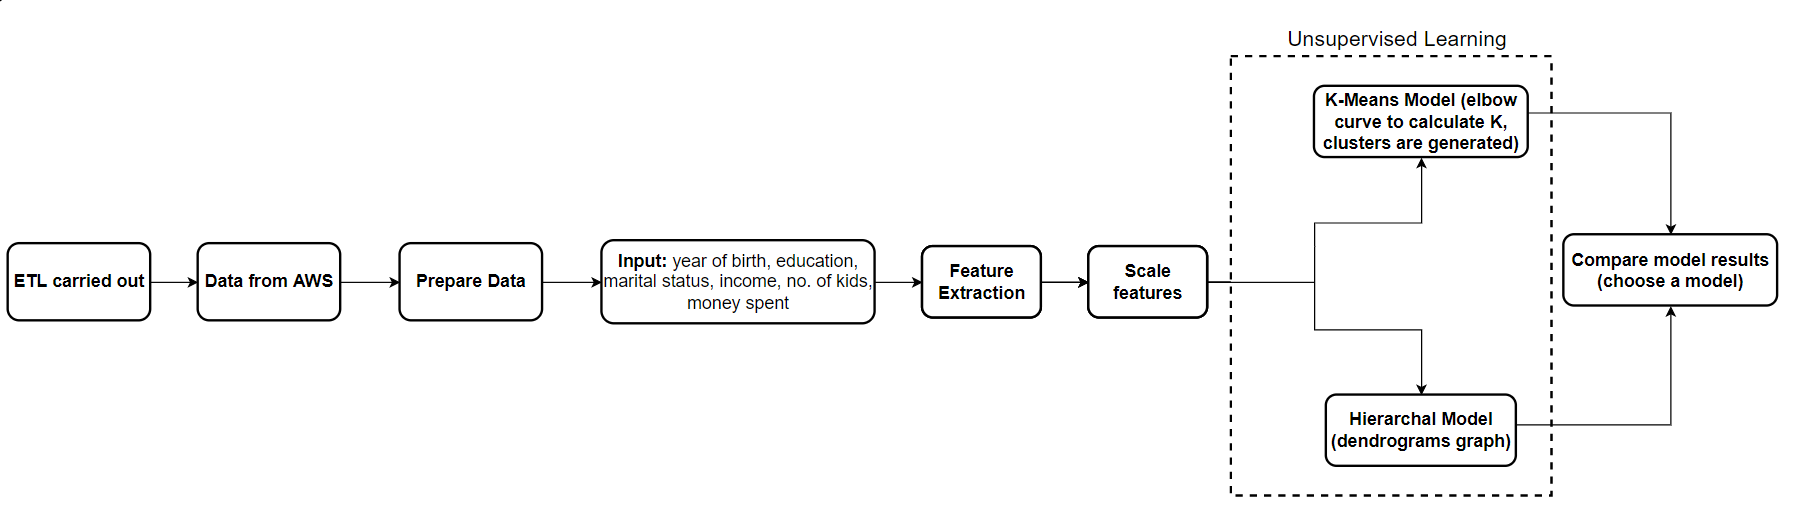 Unsupervised Learning
ETL carried out
Data from AWS
Prepare Data
Input: year of birth, education,
marital status, income, no. of kids,
money spent
Feature
Extraction
Scale
features
K-Means Model (elbow
curve to calculate K,
clusters are generated)
Hierarchal Model
(dendrograms graph)
Compare model results
(choose a model)